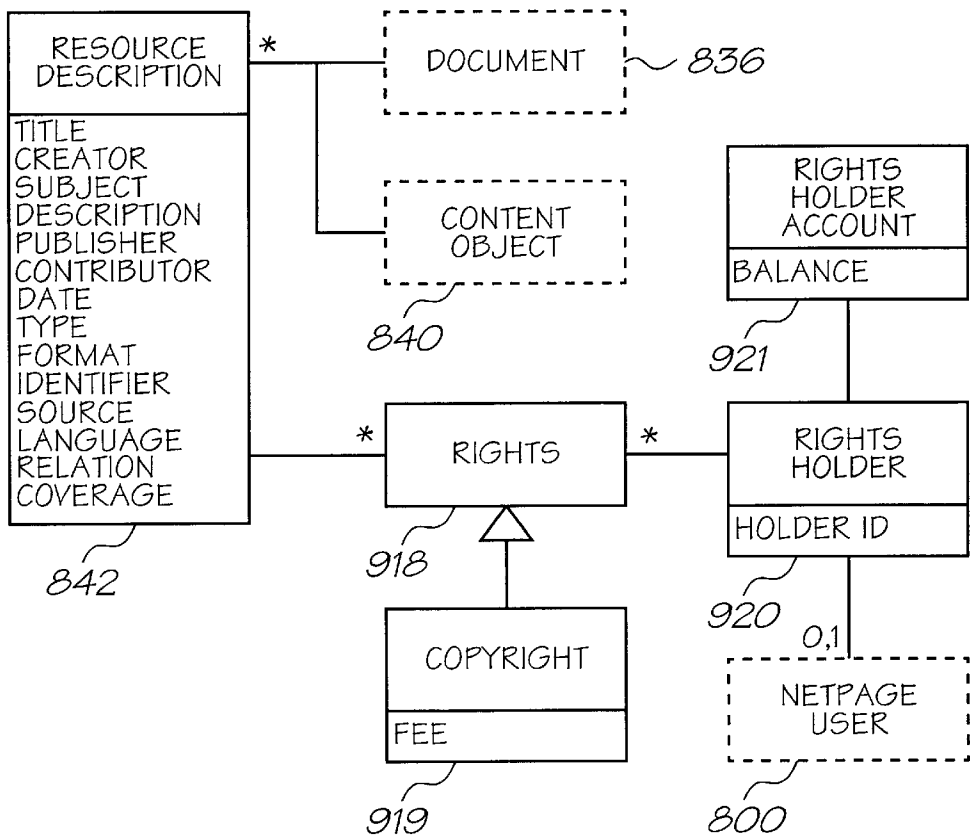 RESOURCE
DESCRIPTION
TITLE
CREATOR
SUBJECT
DESCRIPTION
PUBLISHER
CONTRIBUTOR
DATE
TYPE
FORMAT
IDENTIFIER
SOURCE
LANGUAGE
RELATION
COVERAGE
842
*
DOCUMENT
836
CONTENT
OBJECT
840
RIGHTS
HOLDER
ACCOUNT
BALANCE
921
*
RIGHTS
918
*
RIGHTS
HOLDER
HOLDER ID
920
COPYRIGHT
FEE
919
0,1
NETPAGE
USER
800